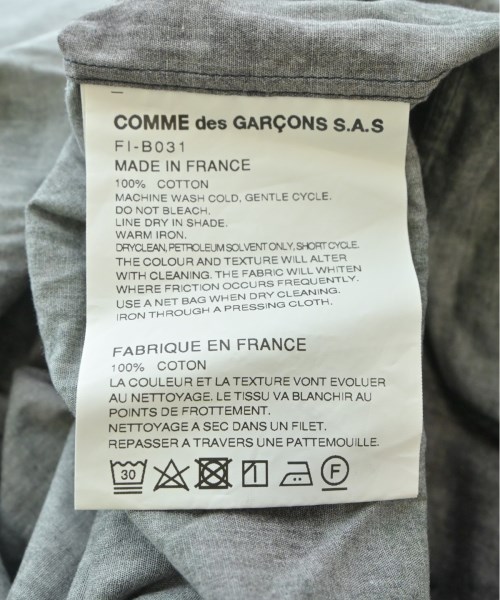 COMME des GARÇONS S.A.S
FI-B031
MADE IN FRANCE
100% COTTON
MACHINE WASH COLD, GENTLE CYCLE.
DO NOT BLEACH.
LINE DRY IN SHADE.
WARM IRON.
DRYCLEAN, PETROLEUM SOLVENT ONLY, SHORT CYCLE.
THE COLOUR AND TEXTURE WILL ALTER
WITH CLEANING. THE FABRIC WILL WHITEN
WHERE FRICTION OCCURS FREQUENTLY.
USE A NET BAG WHEN DRY CLEANING.
IRON THROUGH A PRESSING CLOTH.
FABRIQUE EN FRANCE
100% COTON
LA COULEUR ET LA TEXTURE VONT EVOLUER
AU NETTOYAGE. LE TISSU VA BLANCHIR AU
POINTS DE FROTTEMENT.
NETTOYAGE A SEC DANS UN FILET.
REPASSER A TRAVERS UNE PATTEMOUILLE.
30 F